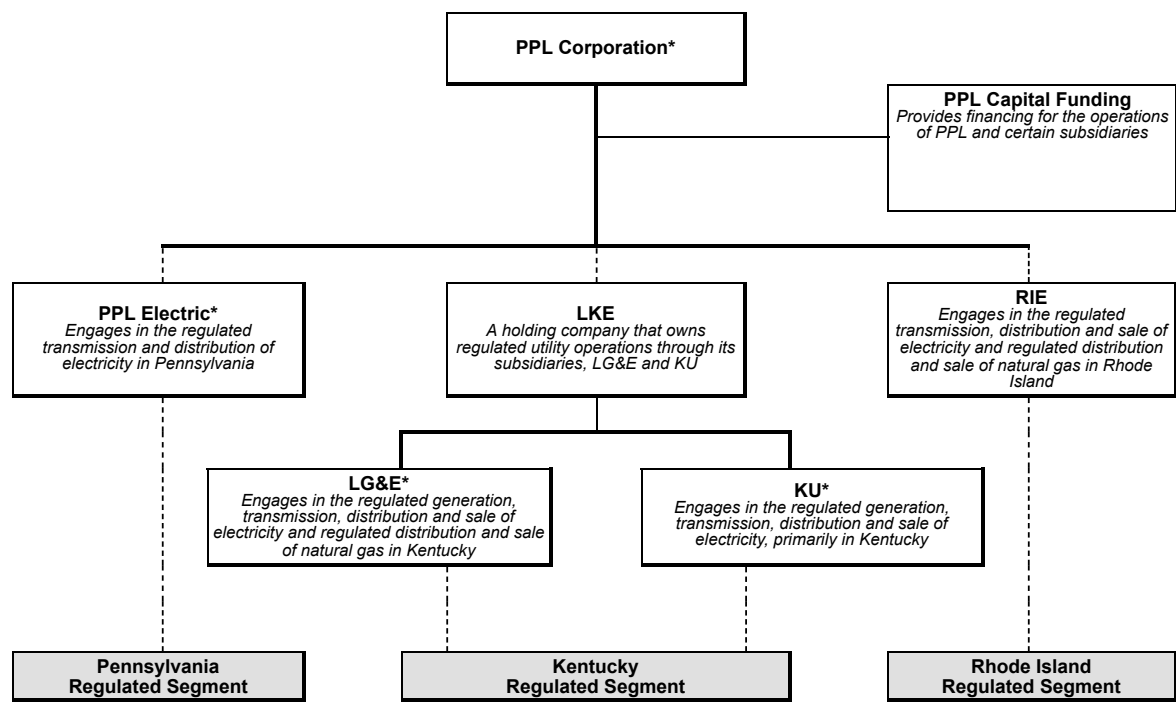 PPL Corporation*
PPL Capital Funding
Provides financing for the operations
of PPL and certain subsidiaries
PPL Electric*
Engages in the regulated
transmission and distribution of
electricity in Pennsylvania
LKE
A holding company that owns
regulated utility operations through its
subsidiaries, LG&E and KU
RIE
Engages in the regulated
transmission, distribution and sale of
electricity and regulated distribution
and sale of natural gas in Rhode
Island
LG&E*
Engages in the regulated generation,
transmission, distribution and sale of
electricity and regulated distribution and sale
of natural gas in Kentucky
KU*
Engages in the regulated generation,
transmission, distribution and sale of
electricity, primarily in Kentucky
Pennsylvania
Regulated Segment
Kentucky
Regulated Segment
Rhode Island
Regulated Segment